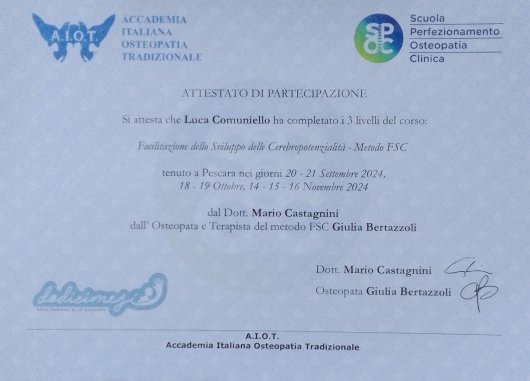 A.I.O.T.
ACCADEMIA
ITALIANA
OSTEOPATIA
TRADIZIONALE
SPOC
Scuola
Perfezionamento
Osteopatia
Clinica
ATTESTATO DI PARTECIPAZIONE
Si attesta che Luca Comuniello ha completato i 3 livelli del corso:
Facilitazione dello Sviluppo delle Cerebropotenzialità - Metodo FSC
tenuto a Pescara nei giorni 20 - 21 Settembre 2024,
18 - 19 Ottobre, 14 - 15 - 16 Novembre 2024
dal Dott. Mario Castagnini
dall' Osteopata e Terapista del metodo FSC Giulia Bertazzoli
Dott. Mario Castagnini
Osteopata Giulia Bertazzoli
dodicimesi
A.I.O.T.
Accademia Italiana Osteopatia Tradizionale